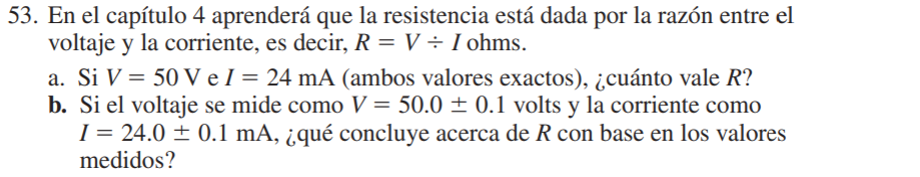 53. En el capítulo 4 aprenderá que la resistencia está dada por la razón entre el
voltaje y la corriente, es decir, R = V ÷ I ohms.
a. Si V = 50 V e I = 24 mA (ambos valores exactos), ¿cuánto vale R?
b. Si el voltaje se mide como V = 50.0 ± 0.1 volts y la corriente como
I = 24.0 ± 0.1 mA, ¿qué concluye acerca de R con base en los valores
medidos?